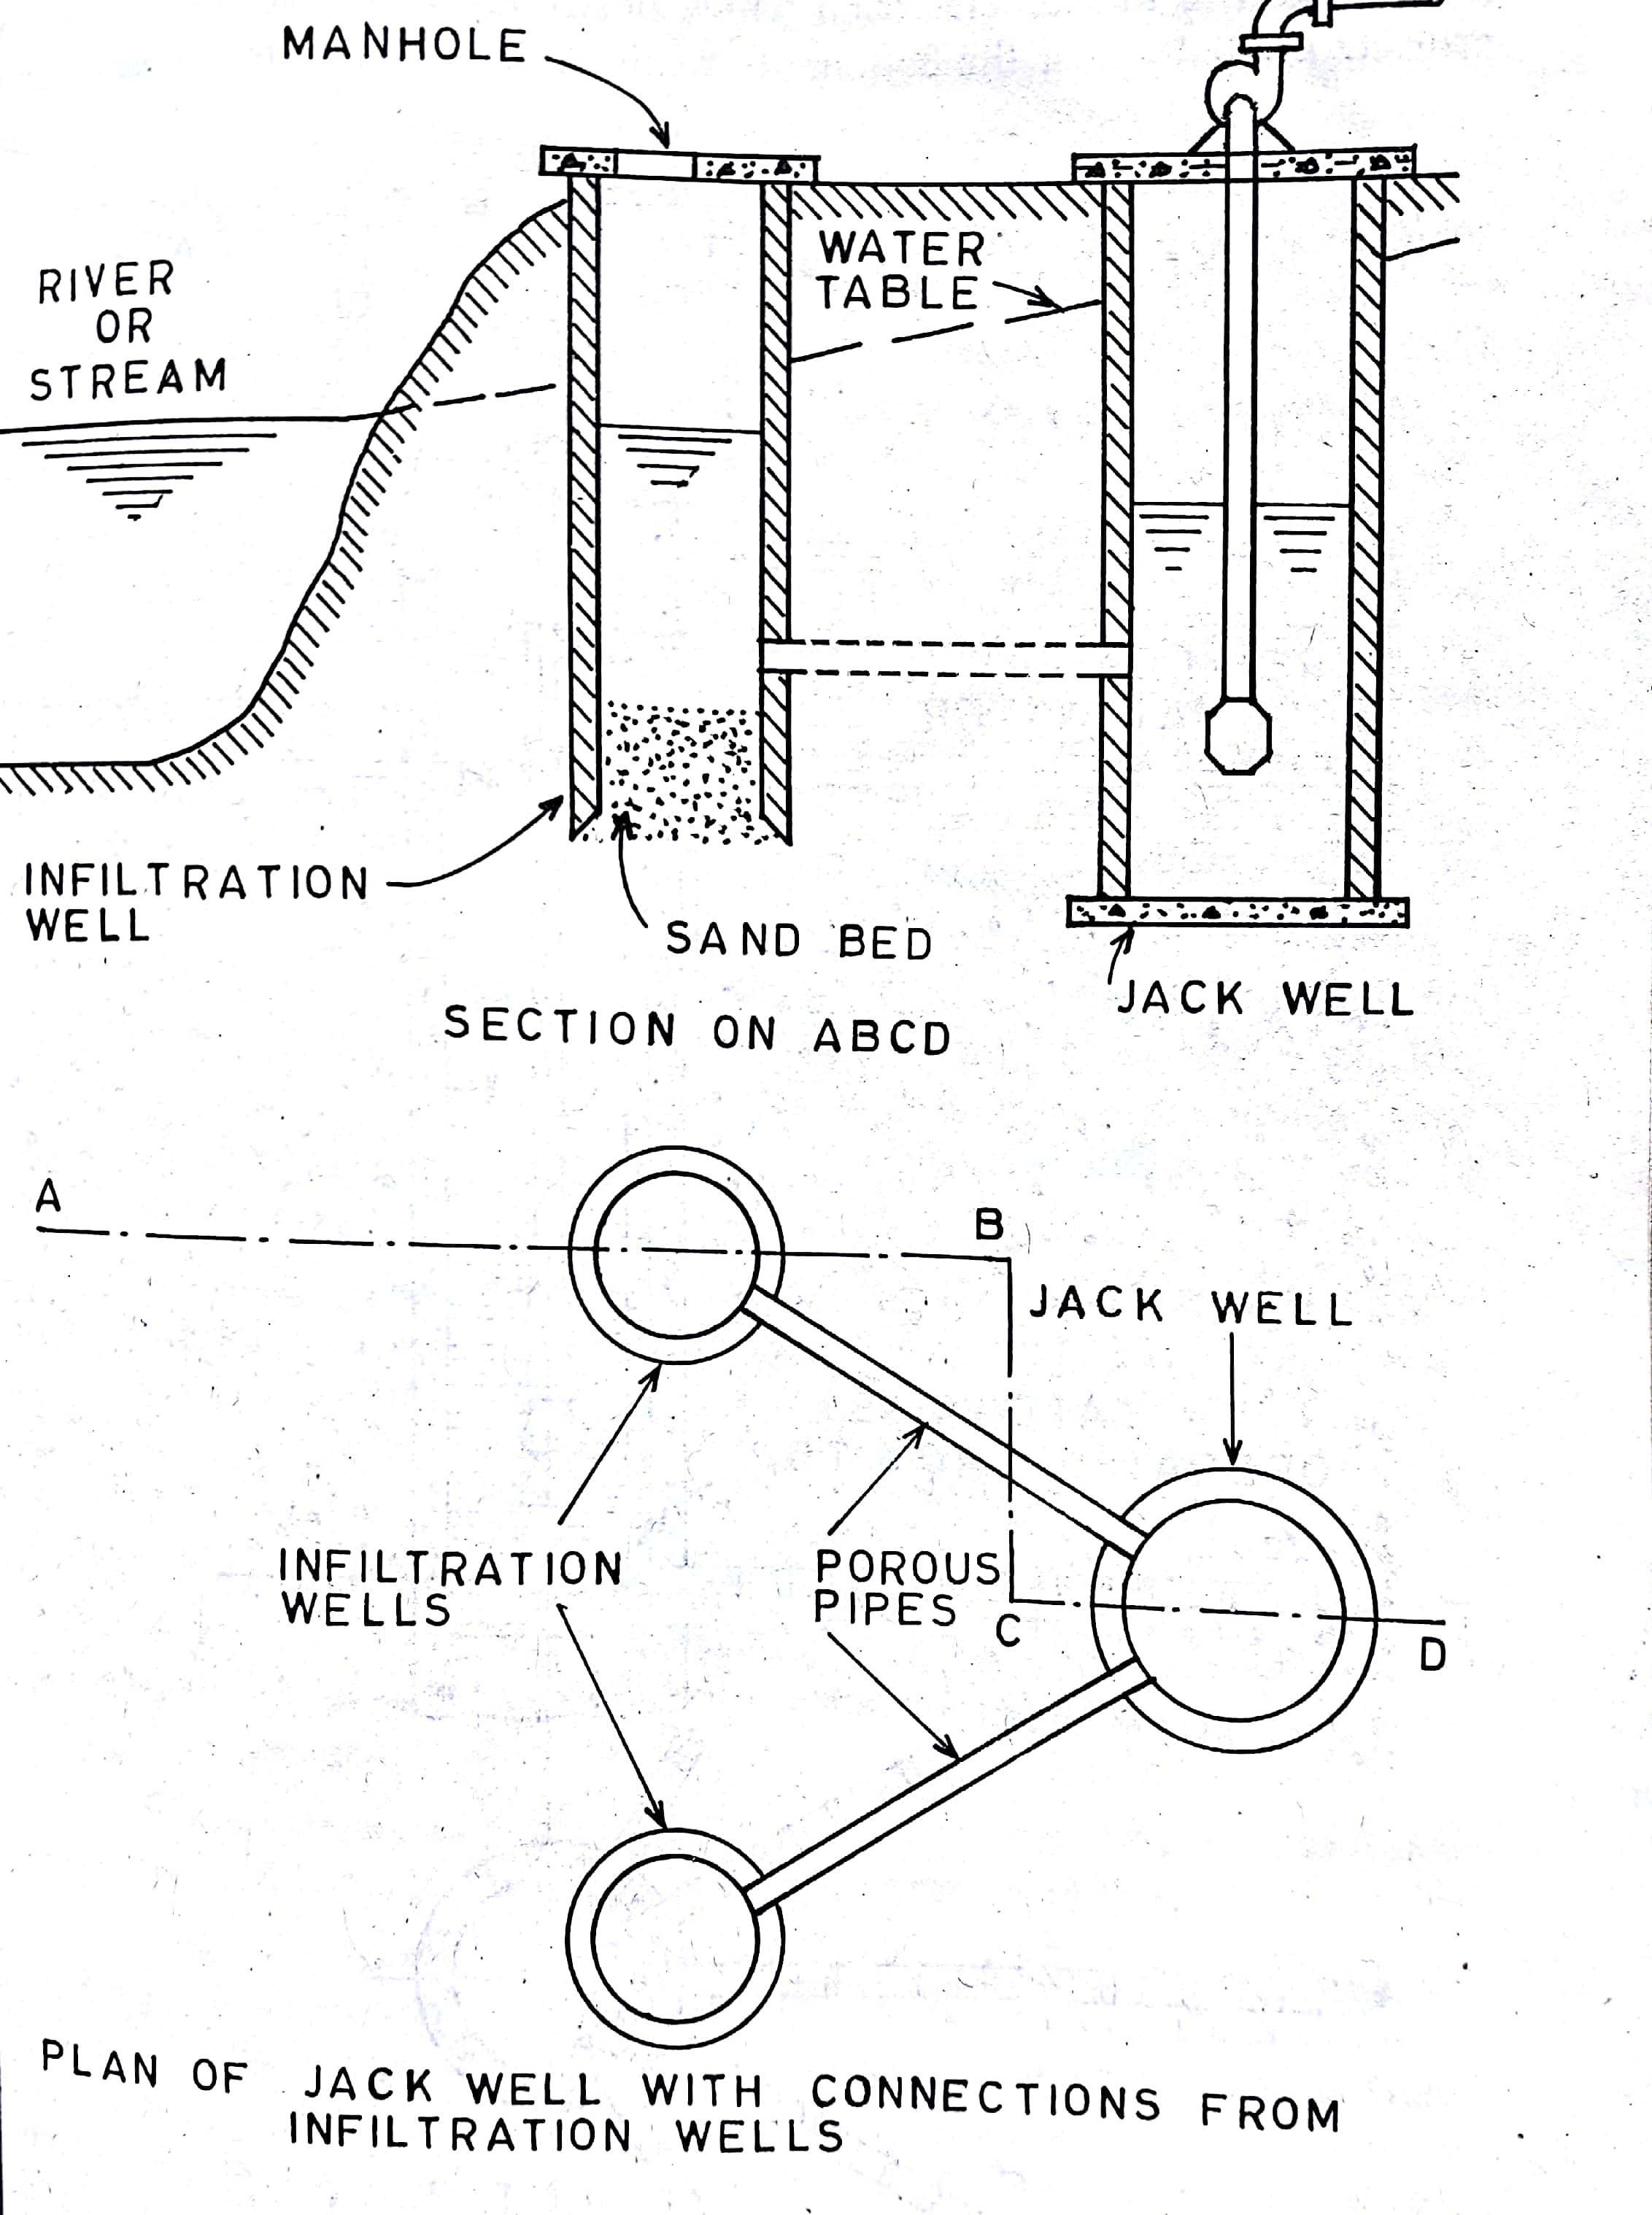 MANHOLE
RIVER
OR
STREAM
WATER
TABLE
INFILTRATION
WELL
SAND BED
JACK WELL
SECTION ON ABCD
A
B
JACK WELL
INFILTRATION
WELLS
POROUS
PIPES
C
D
PLAN OF JACK WELL WITH CONNECTIONS FROM
INFILTRATION WELLS